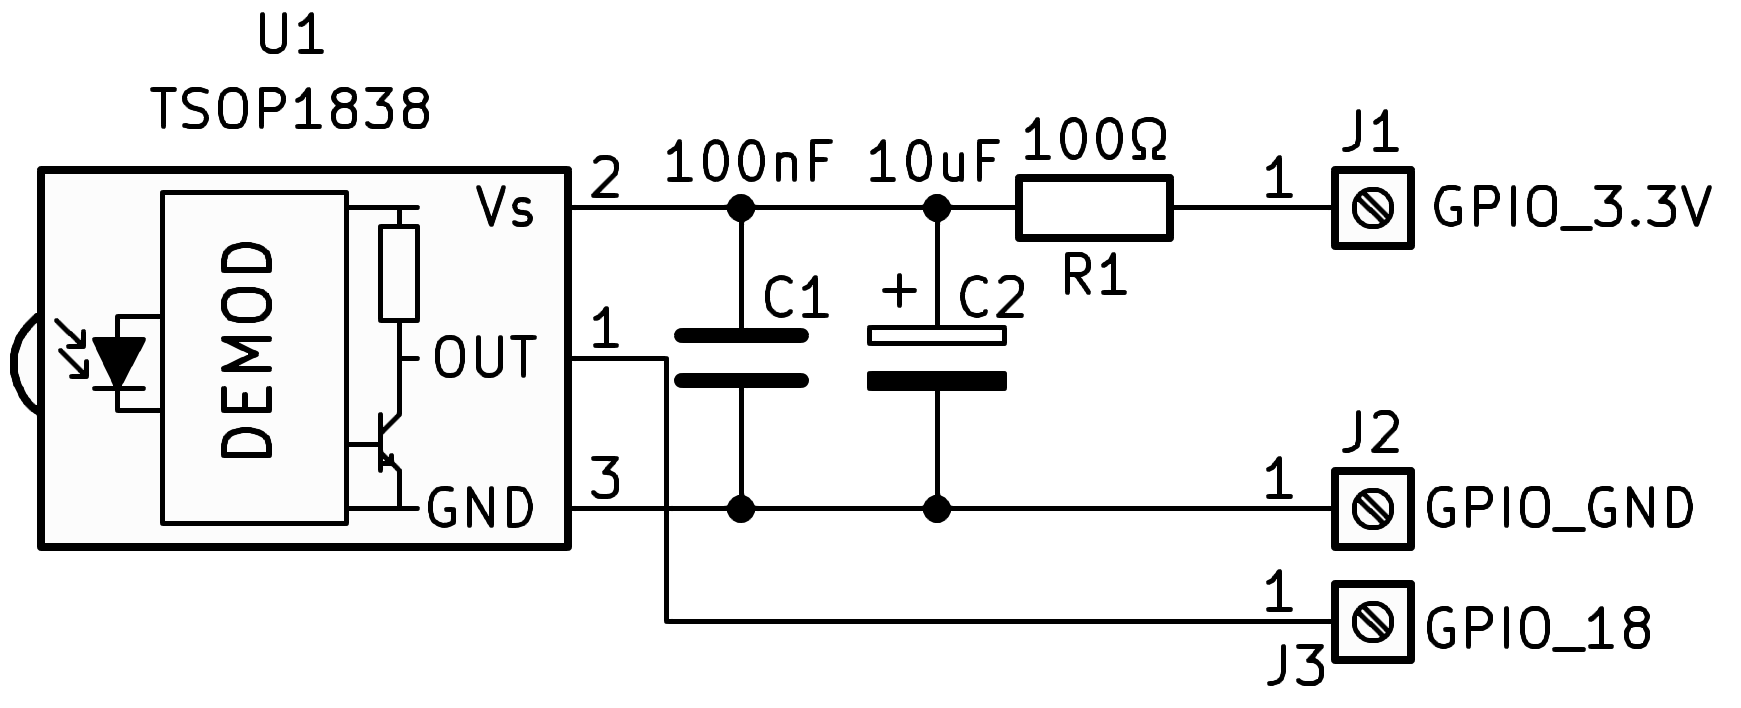 U1
TSOP1838
2
100nF
10uF
100Ω
1
J1
Vs
GPIO_3.3V
R1
C1
+
C2
1
OUT
DEMOD
J2
3
1
GND
GPIO_GND
1
GPIO_18
J3